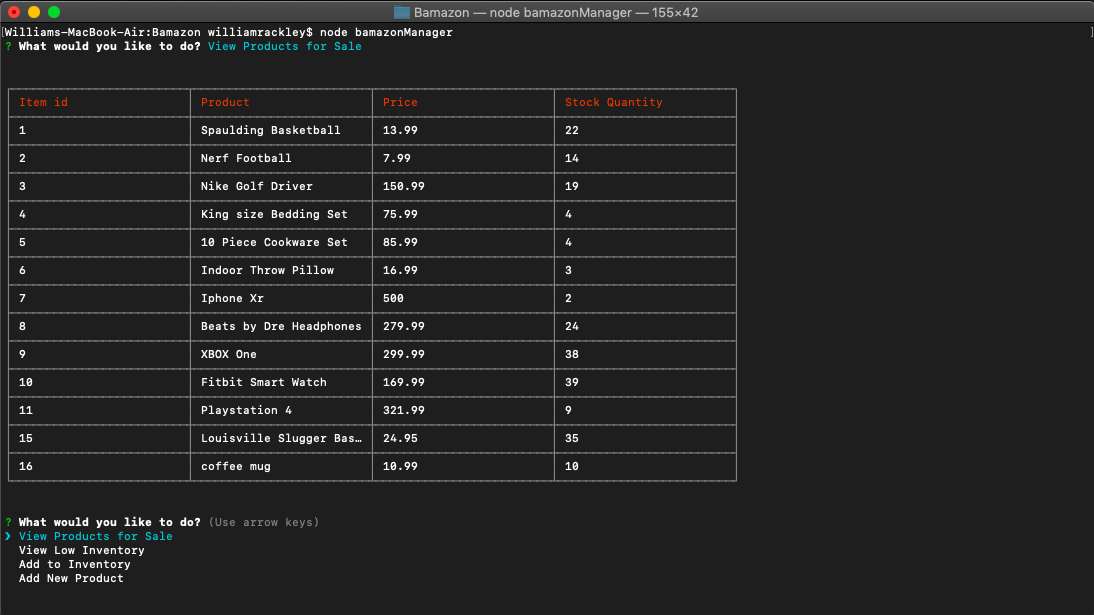 Bamazon — node bamazonManager — 155×42
[Williams-MacBook-Air:Bamazon williamrackley$ node bamazonManager ]
? What would you like to do? View Products for Sale
Item id Product Price Stock Quantity
1 Spaulding Basketball 13.99 22
2 Nerf Football 7.99 14
3 Nike Golf Driver 150.99 19
4 King size Bedding Set 75.99 4
5 10 Piece Cookware Set 85.99 4
6 Indoor Throw Pillow 16.99 3
7 Iphone Xr 500 2
8 Beats by Dre Headphones 279.99 24
9 XBOX One 299.99 38
10 Fitbit Smart Watch 169.99 39
11 Playstation 4 321.99 9
15 Louisville Slugger Bas… 24.95 35
16 coffee mug 10.99 10
? What would you like to do? (Use arrow keys)
❯ View Products for Sale
View Low Inventory
Add to Inventory
Add New Product